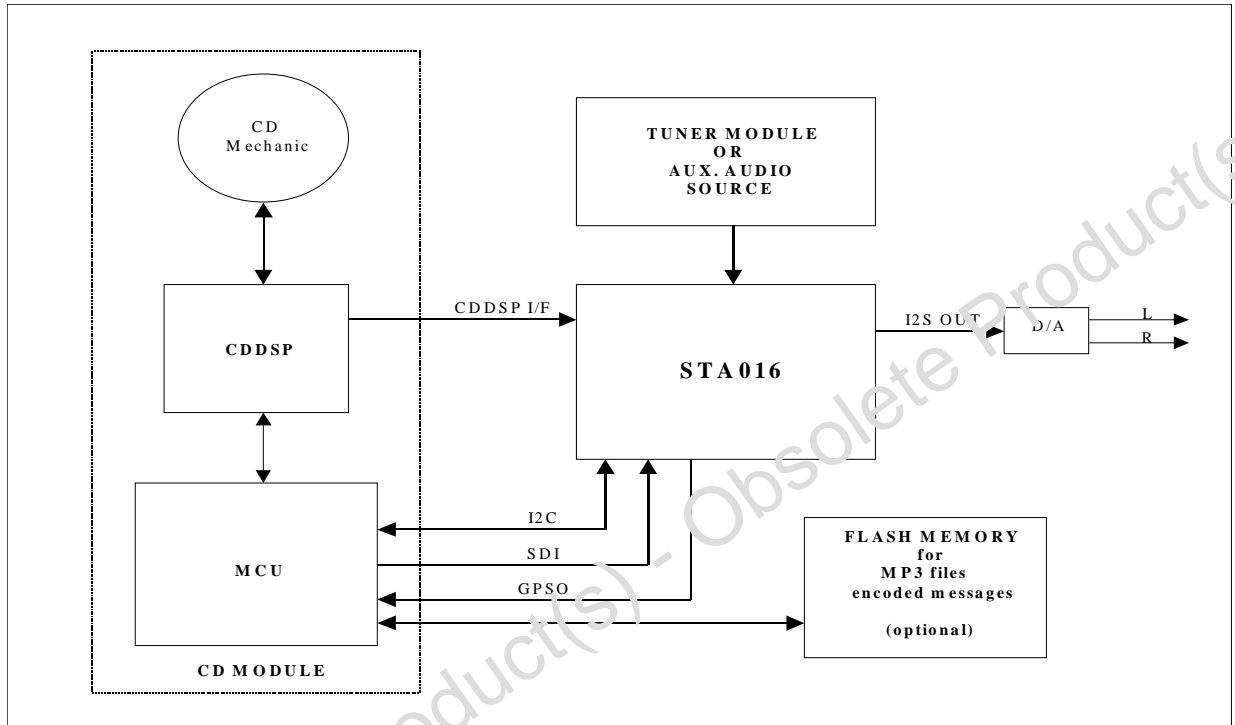 CD
Mechanic
TUNER MODULE
OR
AUX. AUDIO
SOURCE
CDDSP I/F
CDDSP
I2S OUT
D/A
L
R
STA016
I2C
SDI
GPSO
MCU
FLASH MEMORY
for
MP3 files
encoded messages
(optional)
CD MODULE
oduct(s) - Obsolete Product(s